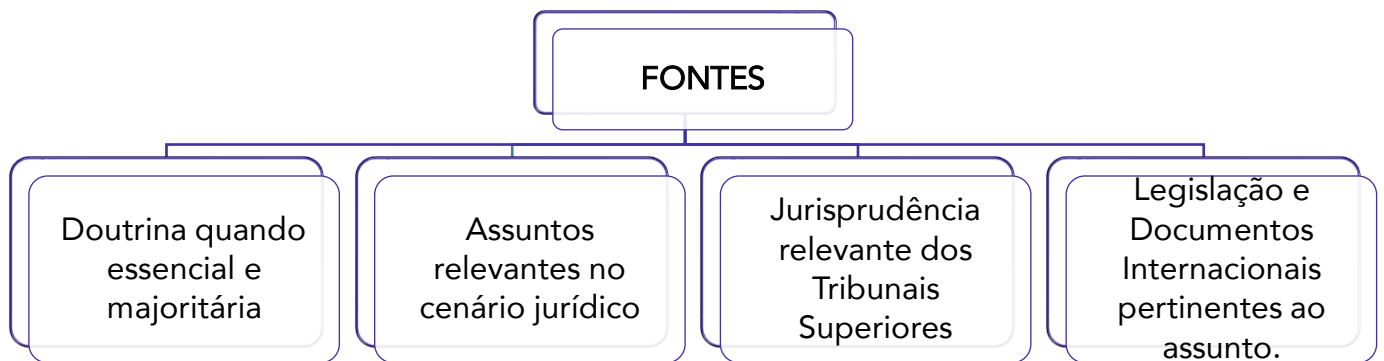 FONTES
Doutrina quando
essencial e
majoritária
Assuntos
relevantes no
cenário jurídico
Jurisprudência
relevante dos
Tribunais
Superiores
Legislação e
Documentos
Internacionais
pertinentes ao
assunto.